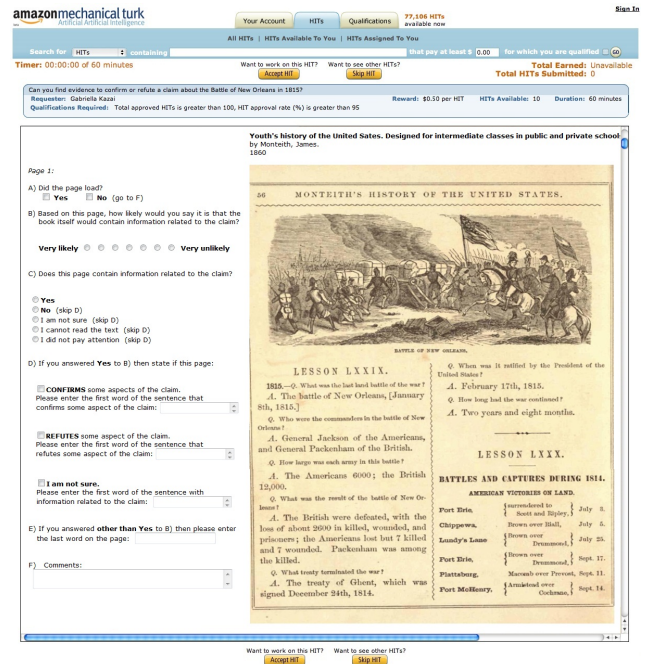 Sign In
amazonmechanical turk
Artificial Artificial Intelligence
Your Account
HITs
Qualifications
77,106 HITs
available now
All HITs | HITs Available To You | HITs Assigned To You
Search for HITs containing that pay at least $ 0.00 for which you are qualified GO
Timer: 00:00:00 of 60 minutes
Want to work on this HIT?
Accept HIT
Want to see other HITs?
Skip HIT
Total Earned: Unavailable
Total HITs Submitted: 0
Can you find evidence to confirm or refute a claim about the Battle of New Orleans in 1815?
Requester: Gabriella Kazai
Reward: $0.50 per HIT
HITs Available: 10
Duration: 60 minutes
Qualifications Required: Total approved HITs is greater than 100, HIT approval rate (%) is greater than 95
Page 1:
A) Did the page load?
Yes No (go to F)
B) Based on this page, how likely would you say it is that the
book itself would contain information related to the claim?
Very likely Very unlikely
C) Does this page contain information related to the claim?
Yes
No (skip D)
I am not sure (skip D)
I cannot read the text (skip D)
I did not pay attention (skip D)
D) If you answered Yes to B) then state if this page:
CONFIRMS some aspects of the claim.
Please enter the first word of the sentence that
confirms some aspect of the claim:
REFUTES some aspect of the claim.
Please enter the first word of the sentence that
refutes some aspect of the claim:
I am not sure.
Please enter the first word of the sentence with
information related to the claim:
E) If you answered other than Yes to B) then please enter
the last word on the page:
F) Comments:
Youth's history of the United Sates. Designed for intermediate classes in public and private school
by Monteith, James.
1860
56 MONTEITH'S HISTORY OF THE UNITED STATES.
BATTLE OF NEW ORLEANS.
LESSON LXXIX.
1815.—Q. What was the last land battle of the war?
A. The battle of New Orleans, [January
8th, 1815.]
Q. Who were the commanders in the battle of New
Orleans?
A. General Jackson of the Americans,
and General Packenham of the British.
Q. How large was each army in this battle?
A. The Americans 6000; the British
12,000.
Q. What was the result of the battle of New Or-
leans?
A. The British were defeated, with the
loss of about 2600 in killed, wounded, and
prisoners; the Americans lost but 7 killed
and 7 wounded. Packenham was among
the killed.
Q. What treaty terminated the war?
A. The treaty of Ghent, which was
signed December 24th, 1814.
Q. When was it ratified by the President of the
United States?
A. February 17th, 1815.
Q. How long had the war continued?
A. Two years and eight months.
LESSON LXXX.
BATTLES AND CAPTURES DURING 1814.
AMERICAN VICTORIES ON LAND.
Fort Erie, surrendered to Scott and Ripley, July 3.
Chippewa, Brown over Riall, July 5.
Lundy's Lane Brown over Drummond, July 25.
Fort Erie, Brown over Drummond, Sept. 17.
Plattsburg, Macomb over Provost, Sept. 11.
Fort McHenry, Armistead over Cochrane, Sept. 14.
Want to work on this HIT?
Accept HIT
Want to see other HITs?
Skip HIT